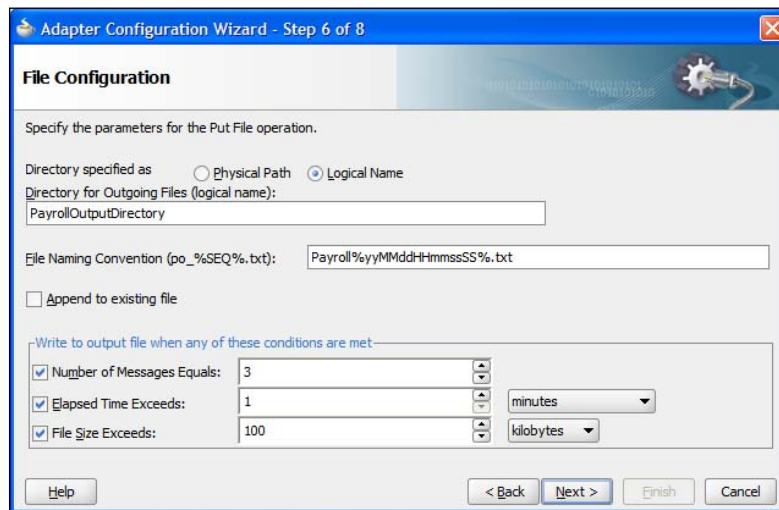 Adapter Configuration Wizard - Step 6 of 8
File Configuration
Specify the parameters for the Put File operation.
Directory specified as Physical Path Logical Name
Directory for Outgoing Files (logical name):
PayrollOutputDirectory
File Naming Convention (po_%SEQ%.txt): Payroll%yyMMddHHmmssSS%.txt
Append to existing file
Write to output file when any of these conditions are met
Number of Messages Equals: 3
Elapsed Time Exceeds: 1 minutes
File Size Exceeds: 100 kilobytes
Help < Back Next > Finish Cancel